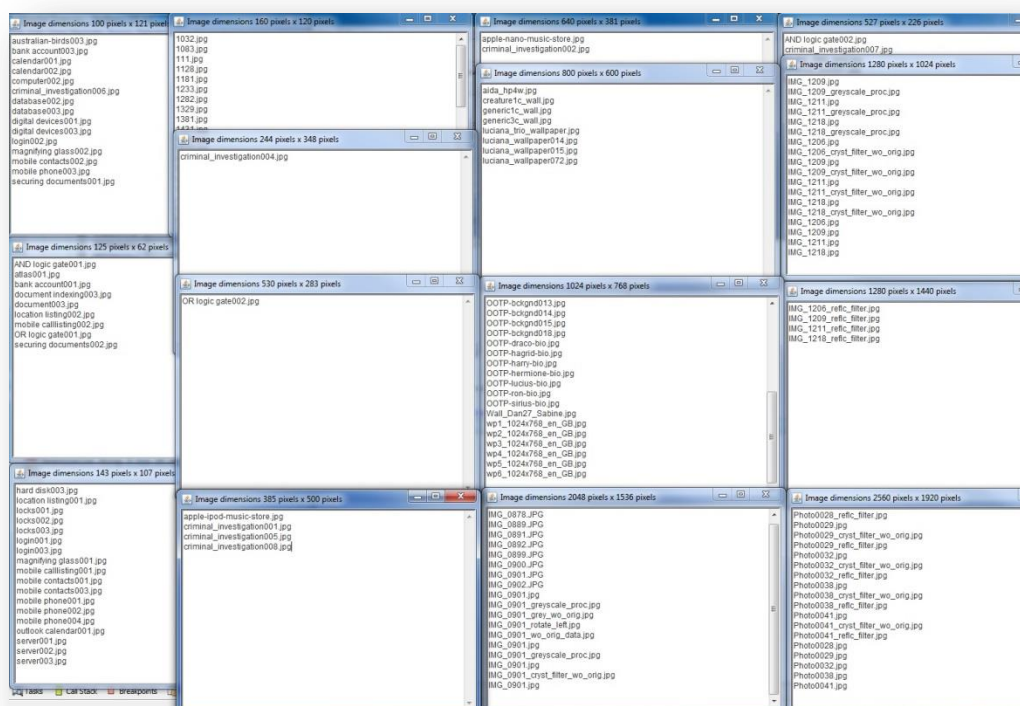 Image dimensions 100 pixels x 121 pixels
australian-birds003.jpg
bank account003.jpg
calendar001.jpg
calendar002.jpg
computer002.jpg
criminal_investigation006.jpg
database002.jpg
database003.jpg
digital devices001.jpg
digital devices003.jpg
login002.jpg
magnifying glass002.jpg
mobile contacts002.jpg
mobile phone003.jpg
securing documents001.jpg
Image dimensions 125 pixels x 62 pixels
AND logic gate001.jpg
atlas001.jpg
bank account001.jpg
document indexing003.jpg
document003.jpg
location listing002.jpg
mobile calllisting002.jpg
OR logic gate001.jpg
securing documents002.jpg
Image dimensions 143 pixels x 107 pixels
hard disk003.jpg
location listing001.jpg
locks001.jpg
locks002.jpg
locks003.jpg
login001.jpg
login003.jpg
magnifying glass001.jpg
mobile calllisting001.jpg
mobile contacts001.jpg
mobile contacts003.jpg
mobile phone001.jpg
mobile phone002.jpg
mobile phone004.jpg
outlook calendar001.jpg
server001.jpg
server002.jpg
server003.jpg
Tasks Call Stack Breakpoints
Image dimensions 160 pixels x 120 pixels
1032.jpg
1083.jpg
111.jpg
1128.jpg
1181.jpg
1233.jpg
1282.jpg
1329.jpg
1381.jpg
Image dimensions 244 pixels x 348 pixels
criminal_investigation004.jpg
Image dimensions 530 pixels x 283 pixels
OR logic gate002.jpg
Image dimensions 385 pixels x 500 pixels
apple-ipod-music-store.jpg
criminal_investigation001.jpg
criminal_investigation005.jpg
criminal_investigation008.jpg
Image dimensions 640 pixels x 381 pixels
apple-nano-music-store.jpg
criminal_investigation002.jpg
Image dimensions 800 pixels x 600 pixels
aida_hp4w.jpg
creature1c_wall.jpg
generic1c_wall.jpg
generic3c_wall.jpg
luciana_trio_wallpaper.jpg
luciana_wallpaper014.jpg
luciana_wallpaper015.jpg
luciana_wallpaper072.jpg
Image dimensions 1024 pixels x 768 pixels
OOTP-bckgnd013.jpg
OOTP-bckgnd014.jpg
OOTP-bckgnd015.jpg
OOTP-bckgnd018.jpg
OOTP-draco-bio.jpg
OOTP-hagrid-bio.jpg
OOTP-harry-bio.jpg
OOTP-hermione-bio.jpg
OOTP-lucius-bio.jpg
OOTP-ron-bio.jpg
OOTP-sirius-bio.jpg
Wall_Dan27_Sabine.jpg
wp1_1024x768_en_GB.jpg
wp2_1024x768_en_GB.jpg
wp3_1024x768_en_GB.jpg
wp4_1024x768_en_GB.jpg
wp5_1024x768_en_GB.jpg
wp6_1024x768_en_GB.jpg
Image dimensions 2048 pixels x 1536 pixels
IMG_0878.JPG
IMG_0889.JPG
IMG_0891.JPG
IMG_0892.JPG
IMG_0899.JPG
IMG_0900.JPG
IMG_0901.JPG
IMG_0902.JPG
IMG_0901.jpg
IMG_0901_greyscale_proc.jpg
IMG_0901_grey_wo_orig.jpg
IMG_0901_rotate_left.jpg
IMG_0901_wo_orig_data.jpg
IMG_0901.jpg
IMG_0901_greyscale_proc.jpg
IMG_0901.jpg
IMG_0901_cryst_filter_wo_orig.jpg
IMG_0901.jpg
Image dimensions 527 pixels x 226 pixels
AND logic gate002.jpg
criminal_investigation007.jpg
Image dimensions 1280 pixels x 1024 pixels
IMG_1209.jpg
IMG_1209_greyscale_proc.jpg
IMG_1211.jpg
IMG_1211_greyscale_proc.jpg
IMG_1218.jpg
IMG_1218_greyscale_proc.jpg
IMG_1206.jpg
IMG_1206_cryst_filter_wo_orig.jpg
IMG_1209.jpg
IMG_1209_cryst_filter_wo_orig.jpg
IMG_1211.jpg
IMG_1211_cryst_filter_wo_orig.jpg
IMG_1218.jpg
IMG_1218_cryst_filter_wo_orig.jpg
IMG_1206.jpg
IMG_1209.jpg
IMG_1211.jpg
IMG_1218.jpg
Image dimensions 1280 pixels x 1440 pixels
IMG_1206_reflc_filter.jpg
IMG_1209_reflc_filter.jpg
IMG_1211_reflc_filter.jpg
IMG_1218_reflc_filter.jpg
Image dimensions 2560 pixels x 1920 pixels
Photo0028_reflc_filter.jpg
Photo0029.jpg
Photo0029_cryst_filter_wo_orig.jpg
Photo0029_reflc_filter.jpg
Photo0032.jpg
Photo0032_cryst_filter_wo_orig.jpg
Photo0032_reflc_filter.jpg
Photo0038.jpg
Photo0038_cryst_filter_wo_orig.jpg
Photo0038_reflc_filter.jpg
Photo0041.jpg
Photo0041_cryst_filter_wo_orig.jpg
Photo0041_reflc_filter.jpg
Photo0028.jpg
Photo0029.jpg
Photo0032.jpg
Photo0038.jpg
Photo0041.jpg